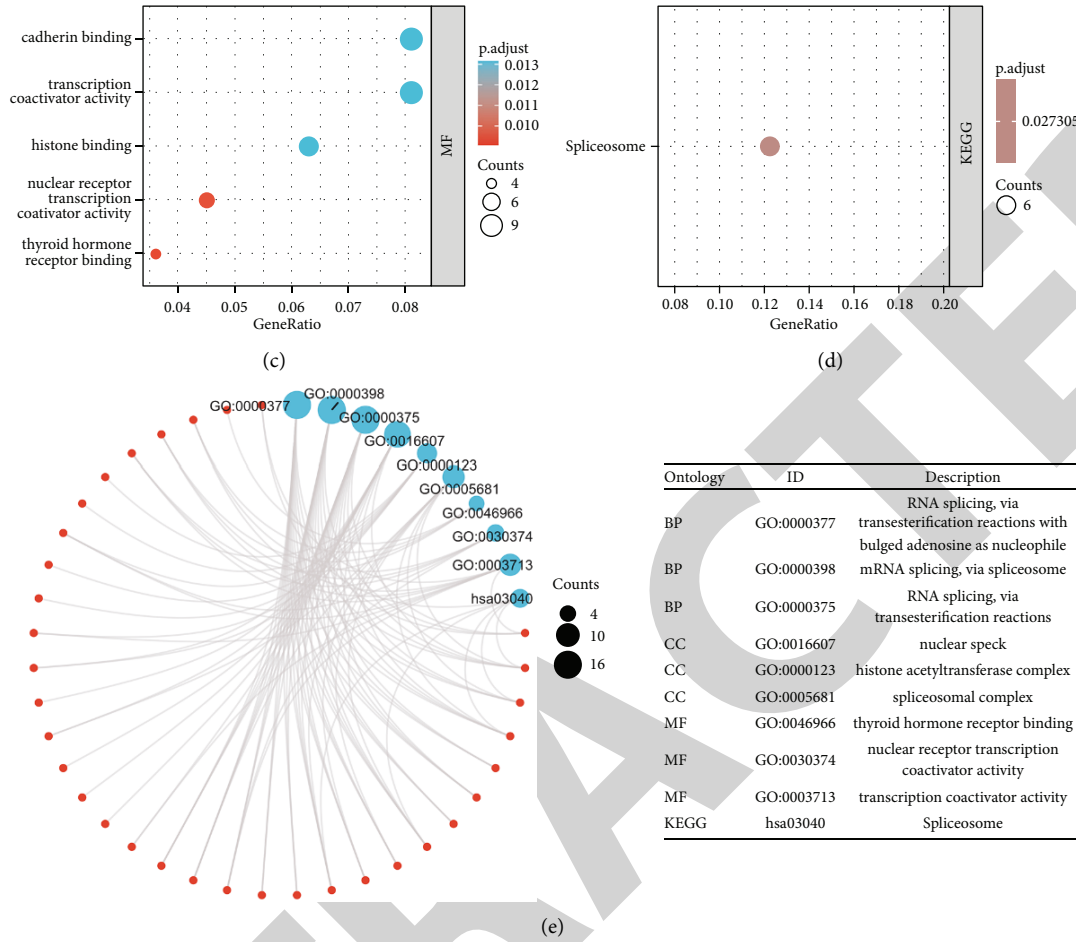 cadherin binding
transcription
coactivator activity
histone binding
nuclear receptor
transcription
coativator activity
thyroid hormone
receptor binding
0.04
0.05
0.06
0.07
0.08
GeneRatio
MF
p.adjust
0.013
0.012
0.011
0.010
Counts
4
6
9
(c)
Spliceosome
0.08
0.10
0.12
0.14
0.16
0.18
0.20
GeneRatio
KEGG
p.adjust
0.027305
Counts
6
(d)
GO:0000377
GO:0000398
GO:0000375
GO:0016607
GO:0000123
GO:0005681
GO:0046966
GO:0030374
GO:0003713
hsa03040
Counts
4
10
16
Ontology ID Description
RNA splicing, via
BP GO:0000377 transesterification reactions with
bulged adenosine as nucleophile
BP GO:0000398 mRNA splicing, via spliceosome
BP GO:0000375 RNA splicing, via
transesterification reactions
CC GO:0016607 nuclear speck
CC GO:0000123 histone acetyltransferase complex
CC GO:0005681 spliceosomal complex
MF GO:0046966 thyroid hormone receptor binding
MF GO:0030374 nuclear receptor transcription
coactivator activity
MF GO:0003713 transcription coactivator activity
KEGG hsa03040 Spliceosome
(e)